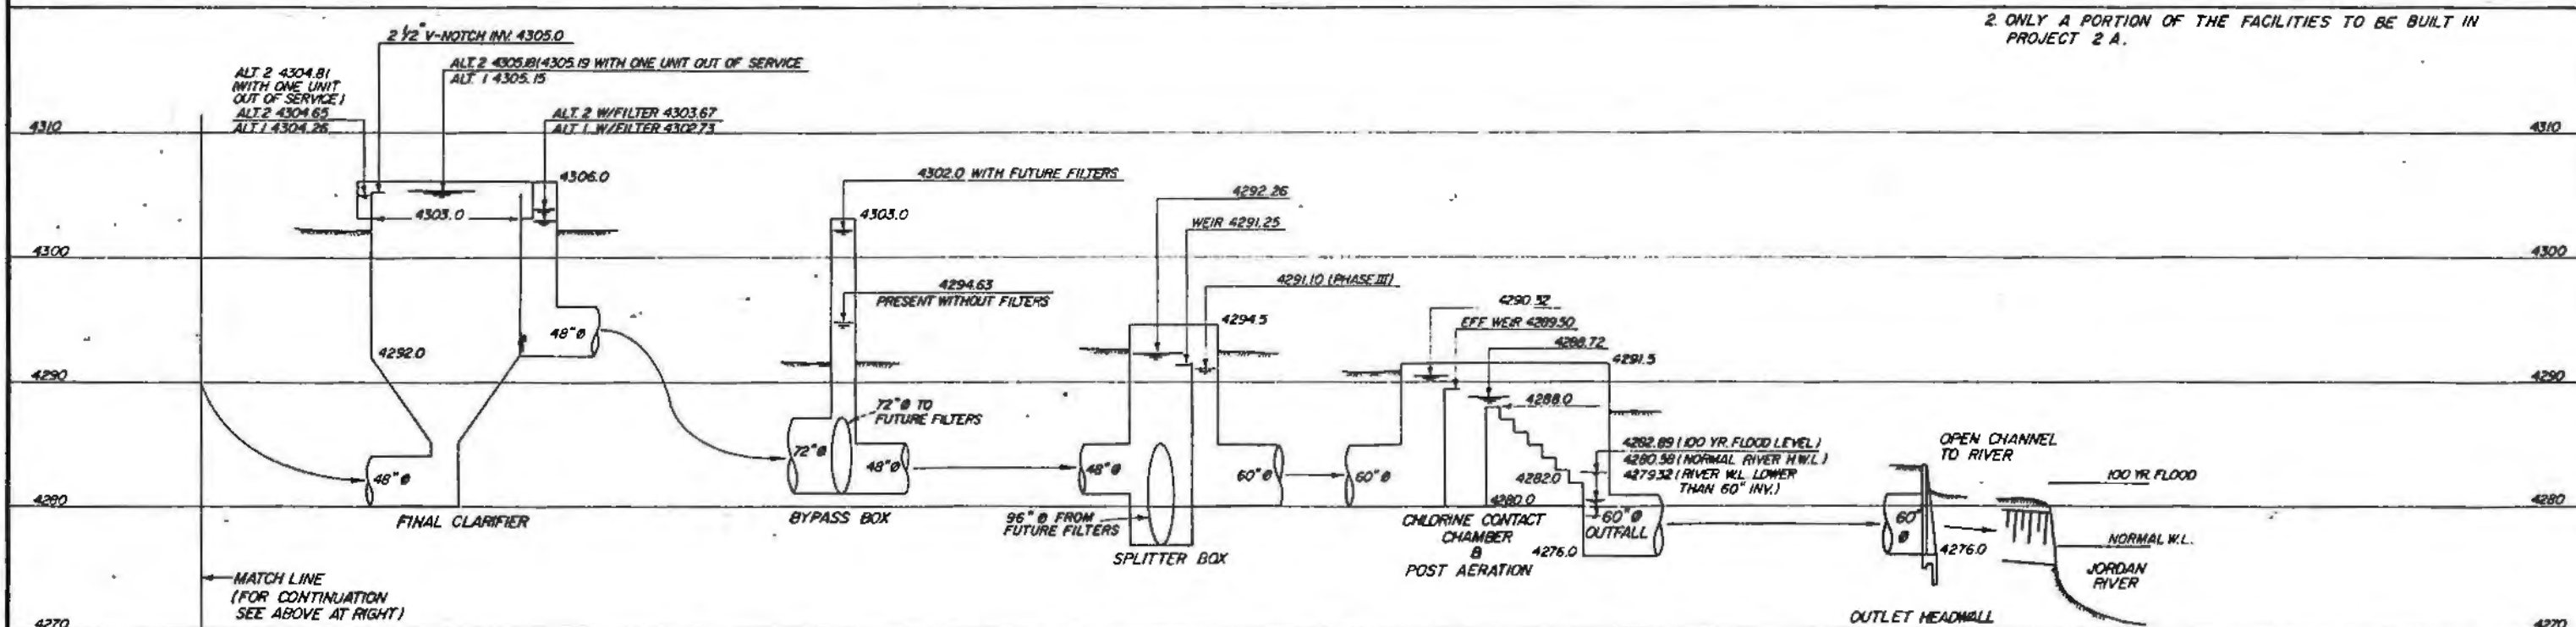 2. ONLY A PORTION OF THE FACILITIES TO BE BUILT IN
PROJECT 2 A.
2 1/2" V-NOTCH INV. 4305.0
ALT. 2 4305.18(4305.19 WITH ONE UNIT OUT OF SERVICE
ALT. 1 4305.15
ALT. 2 4304.81
(WITH ONE UNIT
OUT OF SERVICE)
ALT. 2 4304.65
ALT. 1 4304.26
ALT. 2 W/FILTER 4303.67
ALT. 1 W/FILTER 4302.73
4310
4310
4306.0
4303.0
4302.0 WITH FUTURE FILTERS
4303.0
4292.26
WEIR 4291.25
4300
4300
4294.63
PRESENT WITHOUT FILTERS
4291.10 (PHASE III)
4290.32
EFF. WEIR 4289.50
4288.72
4294.5
4291.5
48"Ø
4292.0
4290
4290
72"Ø TO
FUTURE FILTERS
4288.0
4282.89 (100 YR. FLOOD LEVEL)
4280.58 (NORMAL RIVER H.W.L.)
4279.32 (RIVER W.L. LOWER
THAN 60" INV.)
OPEN CHANNEL
TO RIVER
100 YR. FLOOD
48"Ø
72"Ø
48"Ø
48"Ø
60"Ø
60"Ø
4282.0
4280.0
4280
4280
FINAL CLARIFIER
BYPASS BOX
96"Ø FROM
FUTURE FILTERS
SPLITTER BOX
CHLORINE CONTACT
CHAMBER
&
POST AERATION
4276.0
60"Ø
OUTFALL
60"
Ø
4276.0
NORMAL W.L.
JORDAN
RIVER
OUTLET HEADWALL
MATCH LINE
(FOR CONTINUATION
SEE ABOVE AT RIGHT)
4270
4270